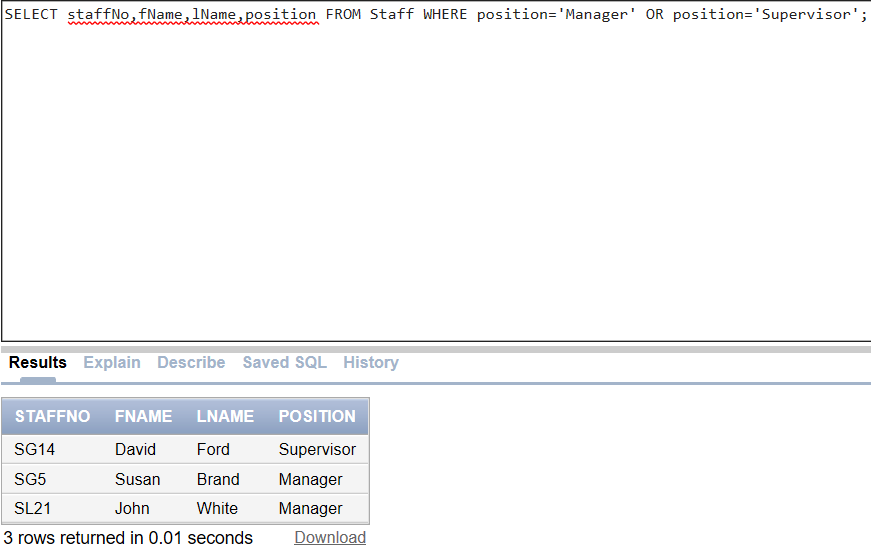 SELECT staffNo,fName,lName,position FROM Staff WHERE position='Manager' OR position='Supervisor';
Results Explain Describe Saved SQL History
STAFFNO FNAME LNAME POSITION
SG14 David Ford Supervisor
SG5 Susan Brand Manager
SL21 John White Manager
3 rows returned in 0.01 seconds Download